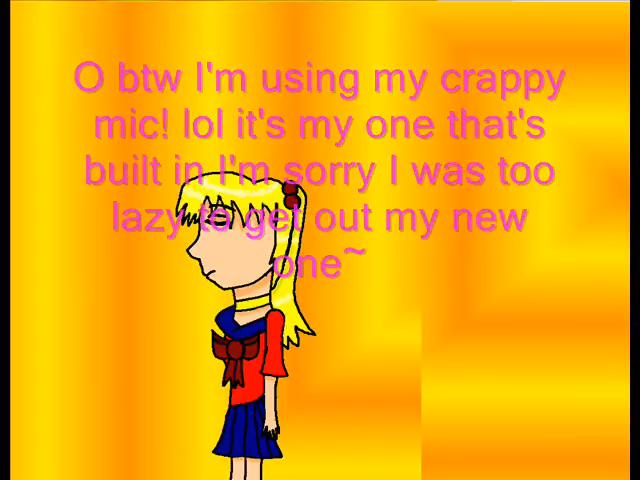 O btw I'm using my crappy
mic! lol it's my one that's
built in I'm sorry I was too
lazy to get out my new
one~